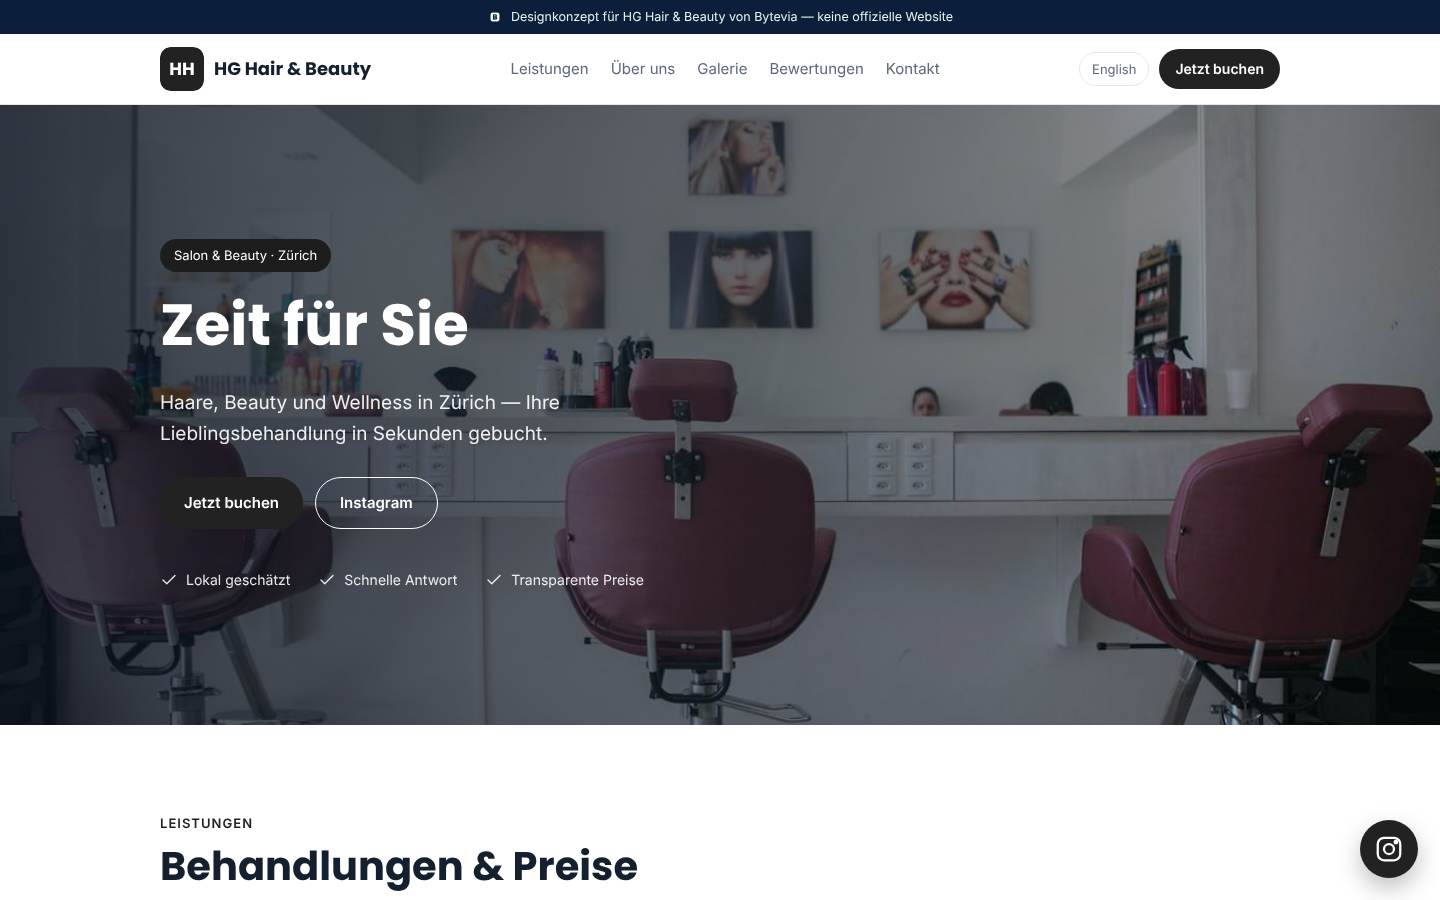 Designkonzept für HG Hair & Beauty von Bytevia — keine offizielle Website
HH
HG Hair & Beauty
Leistungen
Über uns
Galerie
Bewertungen
Kontakt
English
Jetzt buchen
Salon & Beauty · Zürich
Zeit für Sie
Haare, Beauty und Wellness in Zürich — Ihre
Lieblingsbehandlung in Sekunden gebucht.
Jetzt buchen
Instagram
Lokal geschätzt
Schnelle Antwort
Transparente Preise
LEISTUNGEN
Behandlungen & Preise